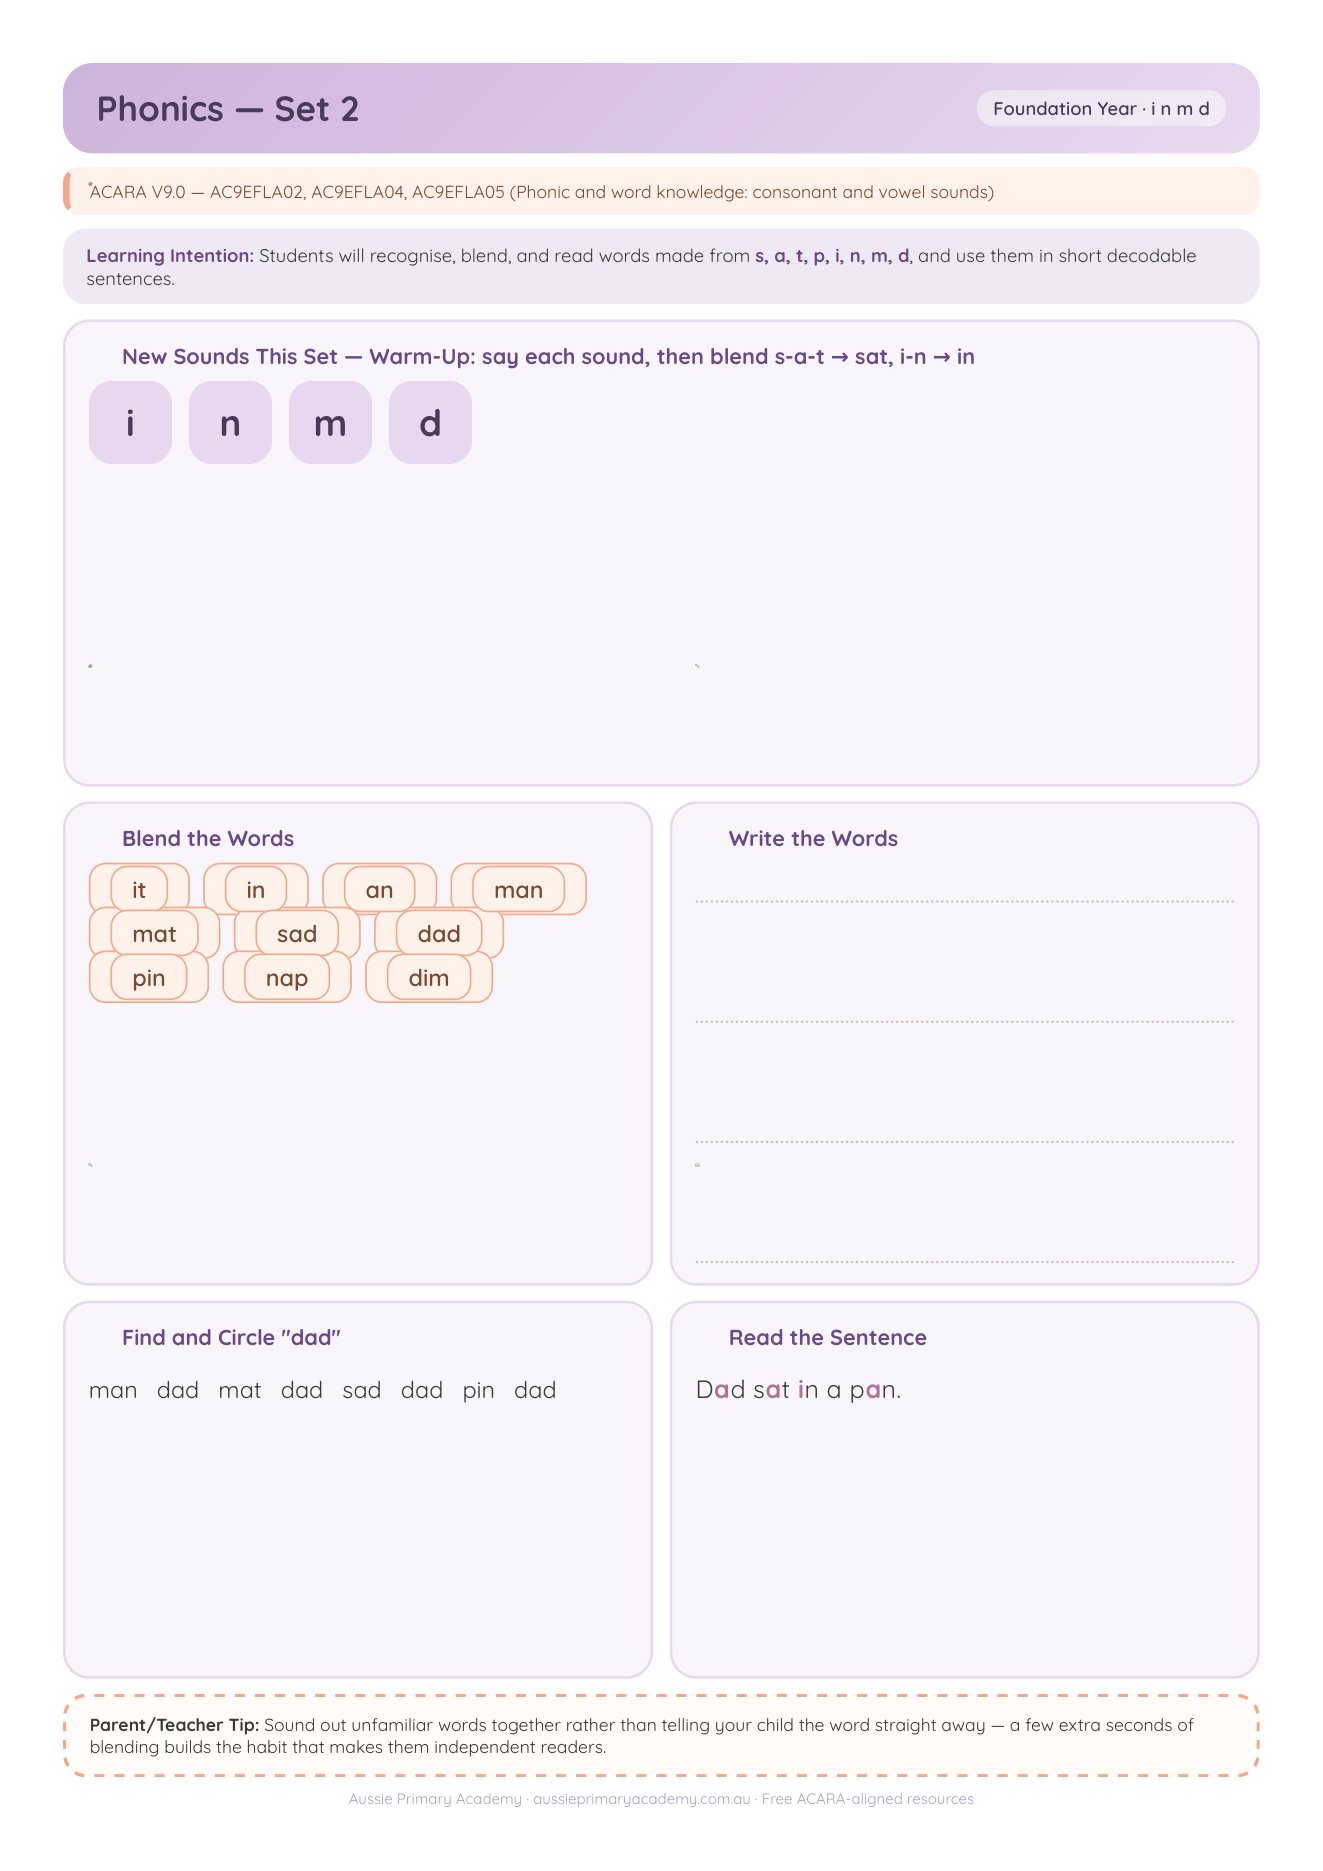 Phonics — Set 2
Foundation Year · i n m d
ACARA V9.0 — AC9EFLA02, AC9EFLA04, AC9EFLA05 (Phonic and word knowledge: consonant and vowel sounds)
Learning Intention: Students will recognise, blend, and read words made from s, a, t, p, i, n, m, d, and use them in short decodable
sentences.
New Sounds This Set — Warm-Up: say each sound, then blend s-a-t → sat, i-n → in
i n m d
Blend the Words
it in an man
mat sad dad
pin nap dim
Write the Words
Find and Circle "dad"
man dad mat dad sad dad pin dad
Read the Sentence
Dad sat in a pan.
Parent/Teacher Tip: Sound out unfamiliar words together rather than telling your child the word straight away — a few extra seconds of
blending builds the habit that makes them independent readers.
Aussie Primary Academy · aussieprimaryacademy.com.au · Free ACARA-aligned resources